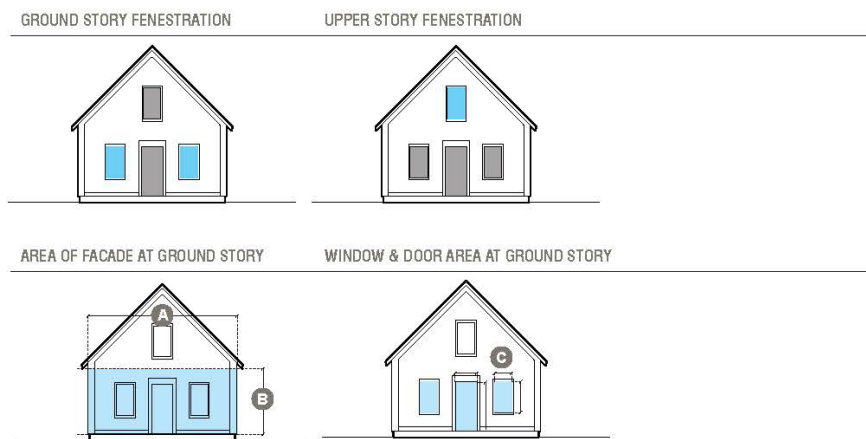 GROUND STORY FENESTRATION
UPPER STORY FENESTRATION
AREA OF FACADE AT GROUND STORY
WINDOW & DOOR AREA AT GROUND STORY
A
B
C